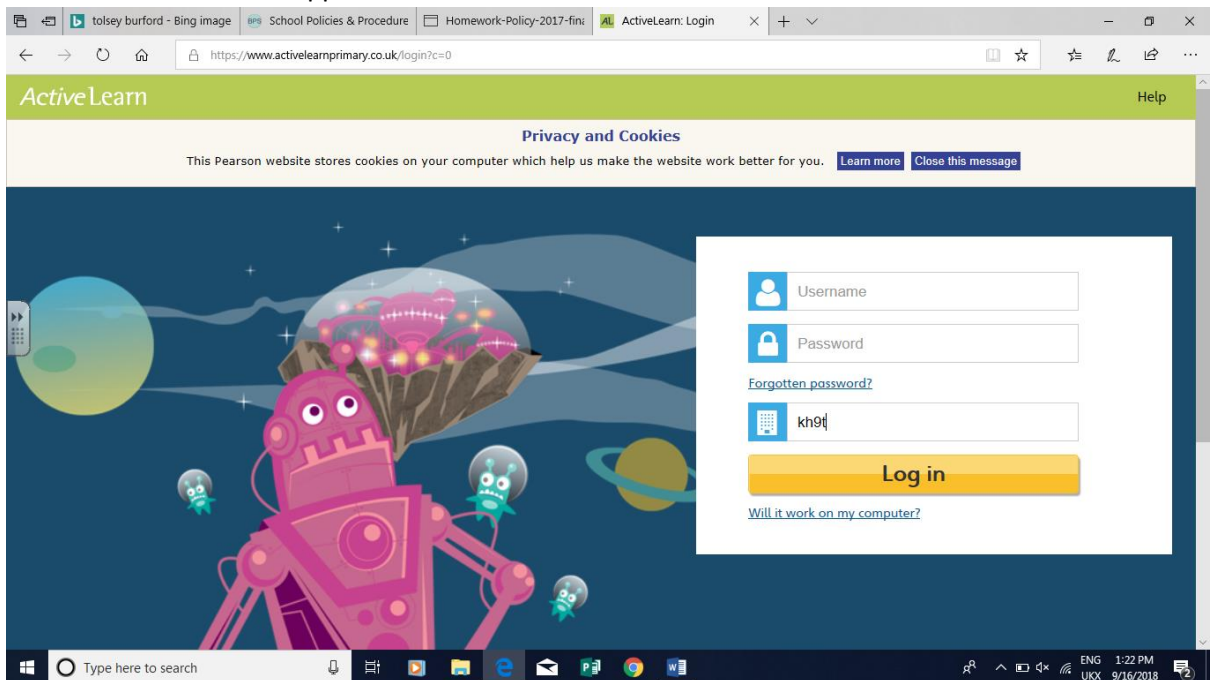 tolsey burford - Bing image
BPS School Policies & Procedure
Homework-Policy-2017-fina
AL ActiveLearn: Login
https://www.activelearnprimary.co.uk/login?c=0
ActiveLearn
Help
Privacy and Cookies
This Pearson website stores cookies on your computer which help us make the website work better for you. Learn more Close this message
Username
Password
Forgotten password?
kh9t
Log in
Will it work on my computer?
Type here to search
ENG 1:22 PM
UKX 9/16/2018
2